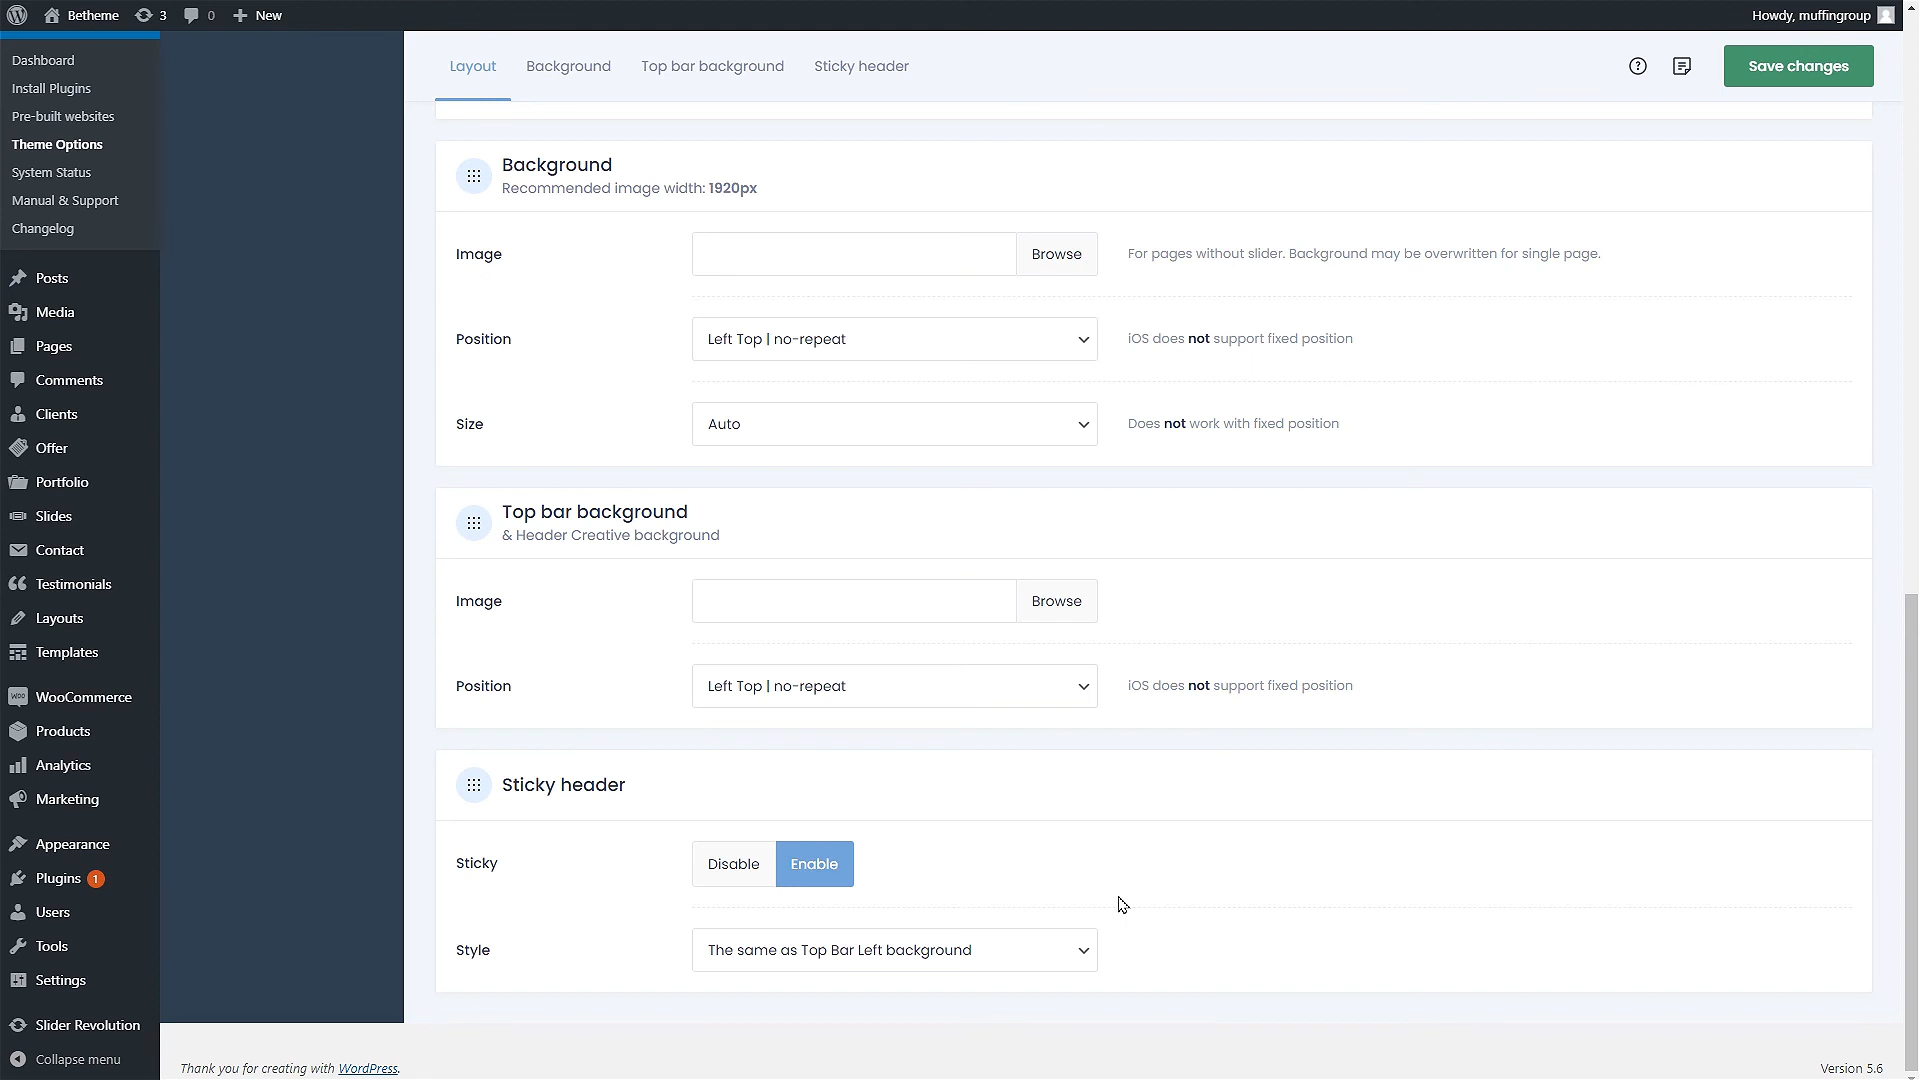 Betheme
3
0
New
Howdy, muffingroup
Dashboard
Install Plugins
Pre-built websites
Theme Options
System Status
Manual & Support
Changelog
Posts
Media
Pages
Comments
Clients
Offer
Portfolio
Slides
Contact
Testimonials
Layouts
Templates
WooCommerce
Products
Analytics
Marketing
Appearance
Plugins 1
Users
Tools
Settings
Slider Revolution
Collapse menu
Layout
Background
Top bar background
Sticky header
Save changes
Background
Recommended image width: 1920px
Image
Browse
For pages without slider. Background may be overwritten for single page.
Position
Left Top | no-repeat
iOS does not support fixed position
Size
Auto
Does not work with fixed position
Top bar background
& Header Creative background
Image
Browse
Position
Left Top | no-repeat
iOS does not support fixed position
Sticky header
Sticky
Disable
Enable
Style
The same as Top Bar Left background
Thank you for creating with WordPress.
Version 5.6